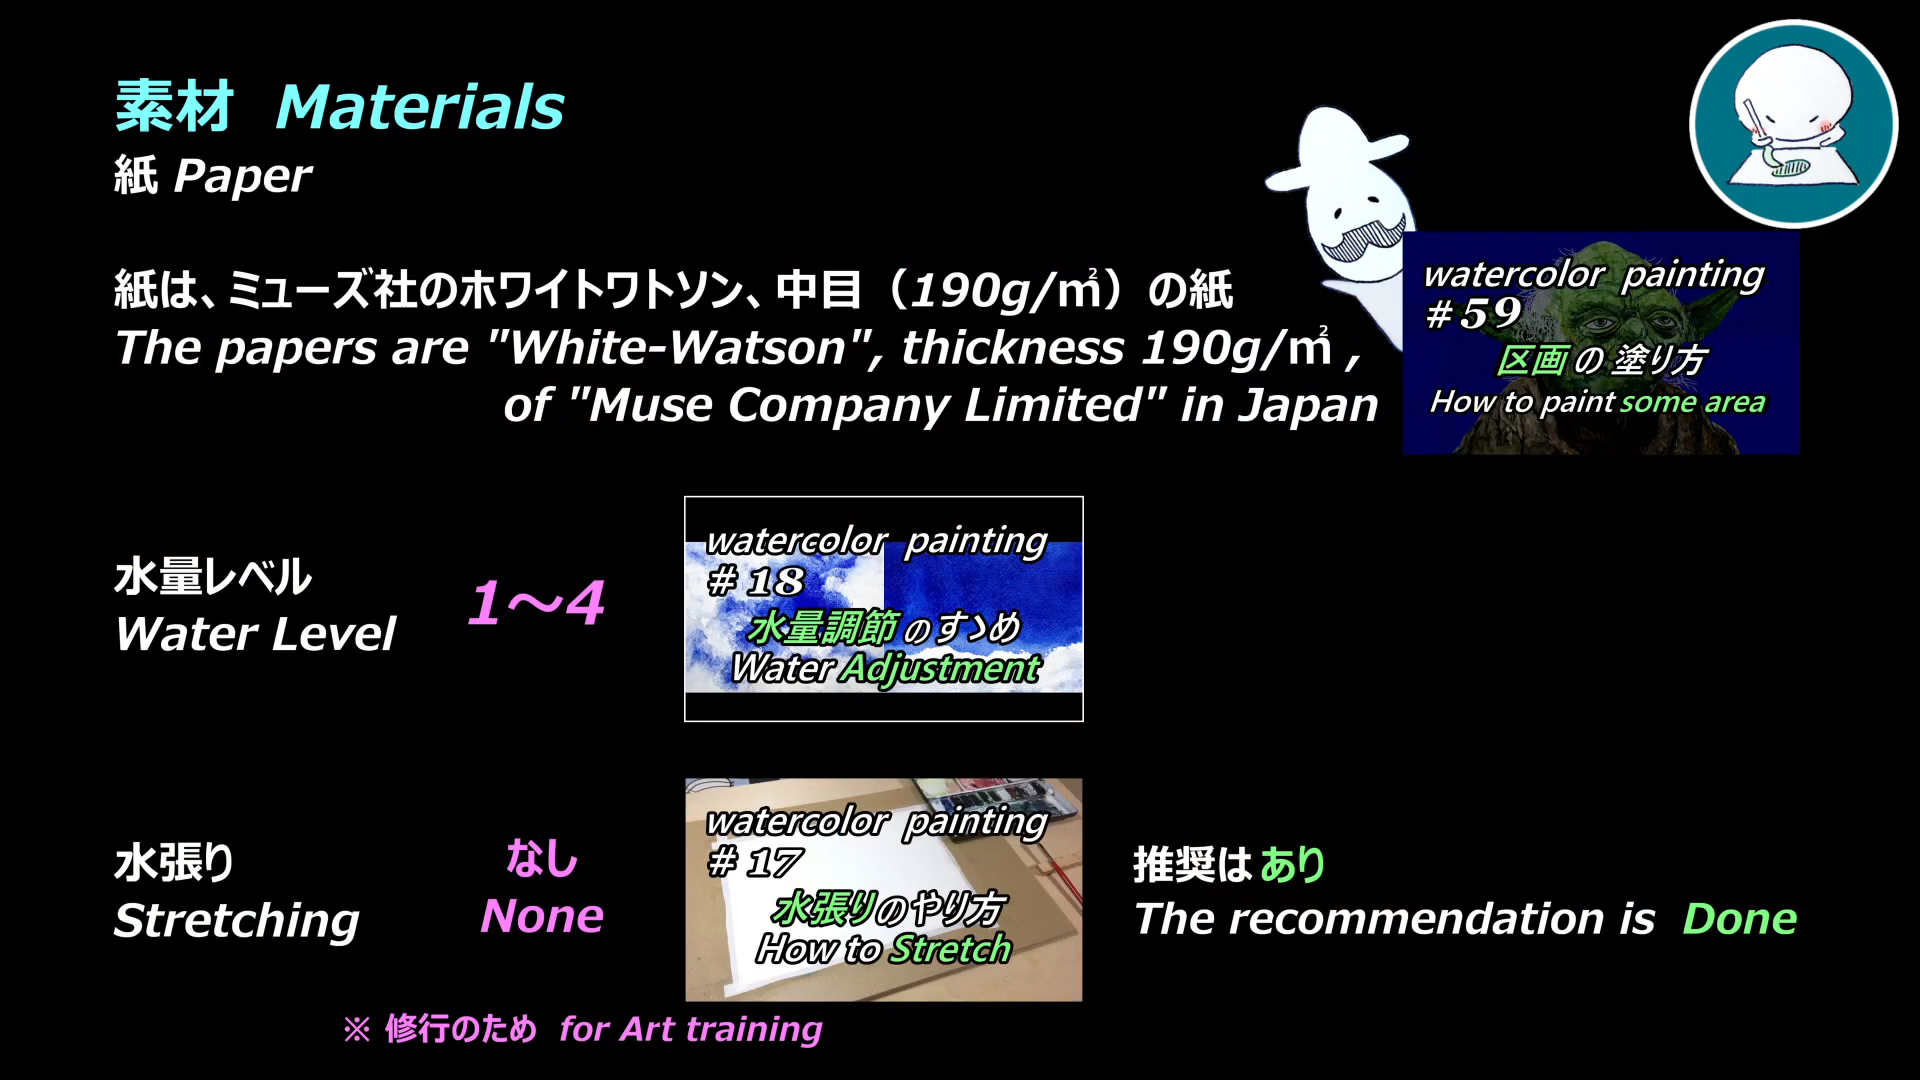 素材 Materials
紙 Paper
紙は、ミューズ社のホワイトワトソン、中目（190g/㎡）の紙
The papers are "White-Watson", thickness 190g/㎡ ,
of "Muse Company Limited" in Japan
watercolor painting
#59
区画の塗り方
How to paint some area
水量レベル
Water Level
1～4
watercolor painting
#18
水量調節のすゝめ
Water Adjustment
水張り
Stretching
なし
None
watercolor painting
#17
水張りのやり方
How to Stretch
推奨はあり
The recommendation is Done
※ 修行のため for Art training